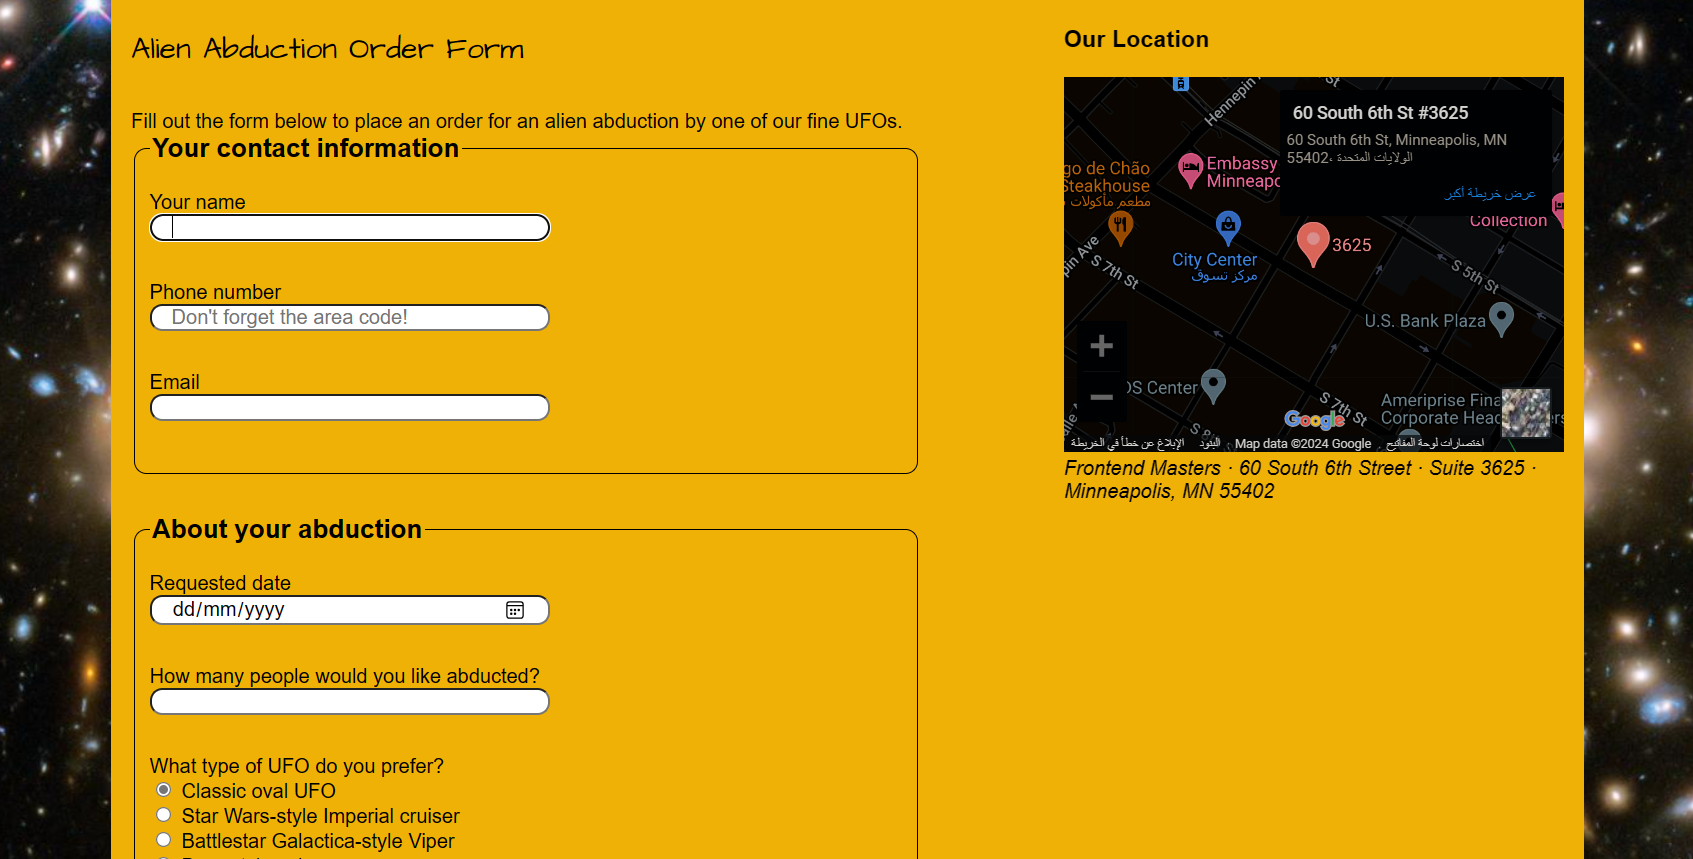 Alien Abduction Order Form
Fill out the form below to place an order for an alien abduction by one of our fine UFOs.
Your contact information
Your name
Phone number
Don't forget the area code!
Email
About your abduction
Requested date
dd/mm/yyyy
How many people would you like abducted?
What type of UFO do you prefer?
Classic oval UFO
Star Wars-style Imperial cruiser
Battlestar Galactica-style Viper
Our Location
Hennepin
St
60 South 6th St #3625
60 South 6th St, Minneapolis, MN
55402، الولايات المتحدة
عرض خريطة أكبر
Embassy
go de Chão
Steakhouse
مطعم مأكولات
Collection
3625
City Center
مركز تسوق
pin Ave
S 7th St
S 5th St
U.S. Bank Plaza
DS Center
S 7th St
Ameriprise Fina
Corporate Head
Google
الإبلاغ عن خطأ في الخريطة
البنود
Map data ©2024 Google
اختصارات لوحة المفاتيح
Frontend Masters · 60 South 6th Street · Suite 3625 ·
Minneapolis, MN 55402